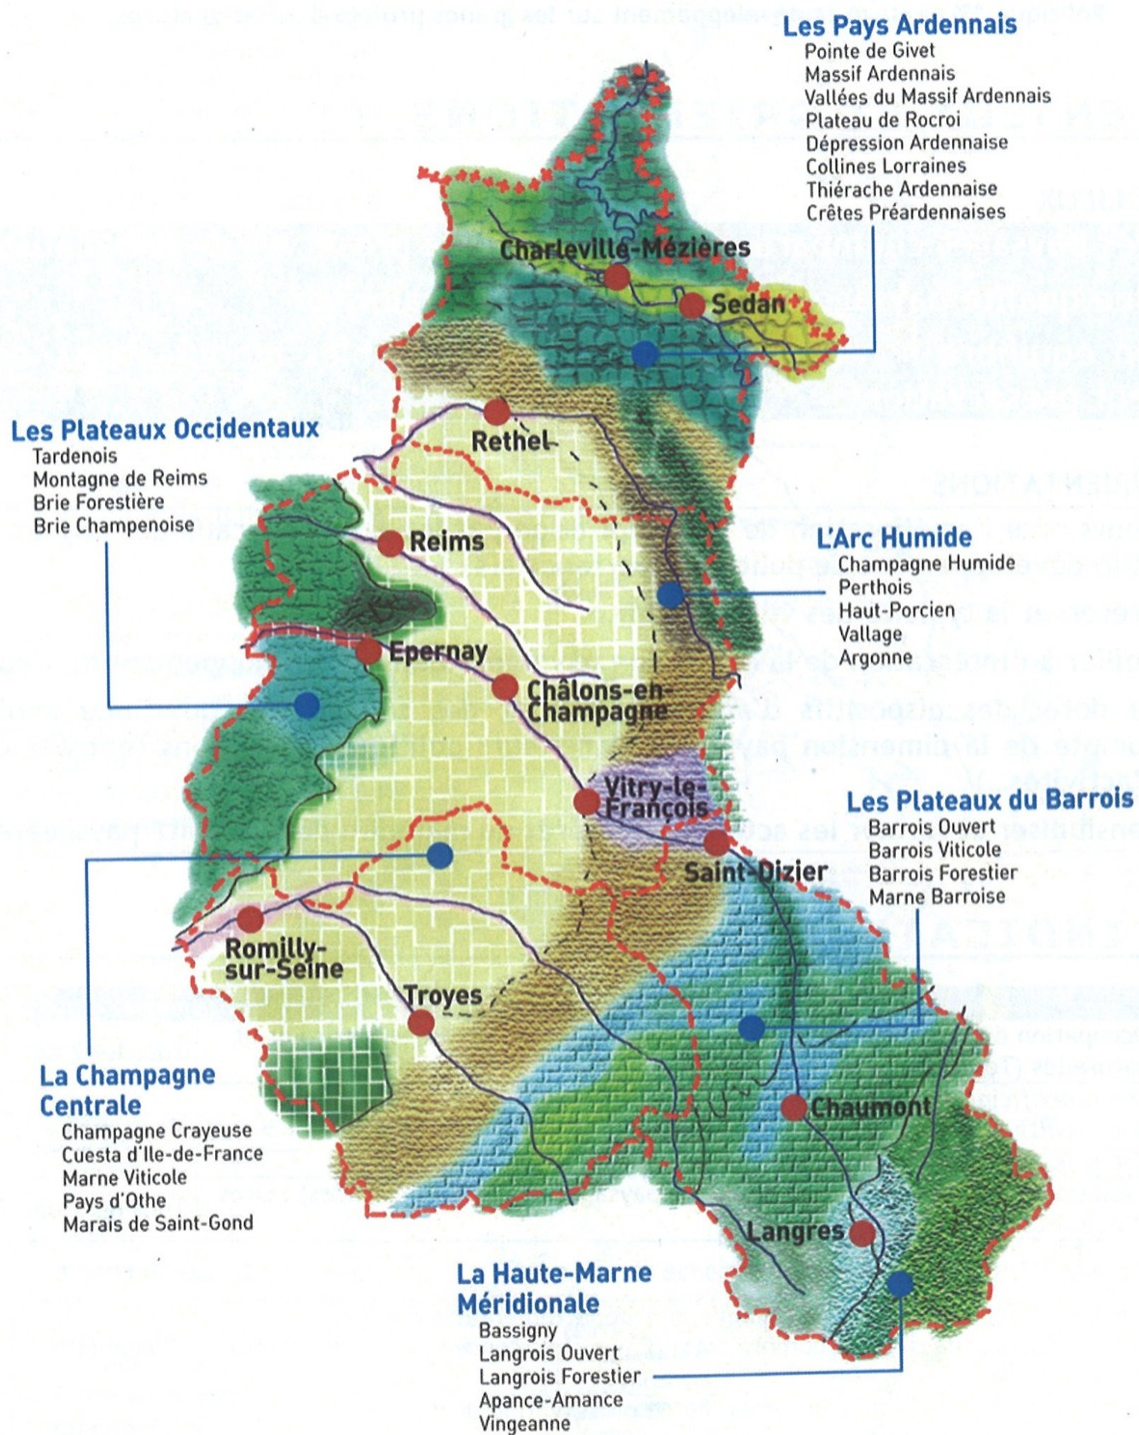 Les Pays Ardennais
Pointe de Givet
Massif Ardennais
Vallées du Massif Ardennais
Plateau de Rocroi
Dépression Ardennaise
Collines Lorraines
Thiérache Ardennaise
Crêtes Préardennaises
Charleville-Mézières
Sedan
Rethel
Les Plateaux Occidentaux
Tardenois
Montagne de Reims
Brie Forestière
Brie Champenoise
Reims
L'Arc Humide
Champagne Humide
Perthois
Haut-Porcien
Vallage
Argonne
Epernay
Châlons-en-
Champagne
Vitry-le-
François
Les Plateaux du Barrois
Barrois Ouvert
Barrois Viticole
Barrois Forestier
Marne Barroise
Saint-Dizier
Romilly-
sur-Seine
Troyes
La Champagne
Centrale
Champagne Crayeuse
Cuesta d'Ile-de-France
Marne Viticole
Pays d'Othe
Marais de Saint-Gond
Chaumont
Langres
La Haute-Marne
Méridionale
Bassigny
Langrois Ouvert
Langrois Forestier
Apance-Amance
Vingeanne